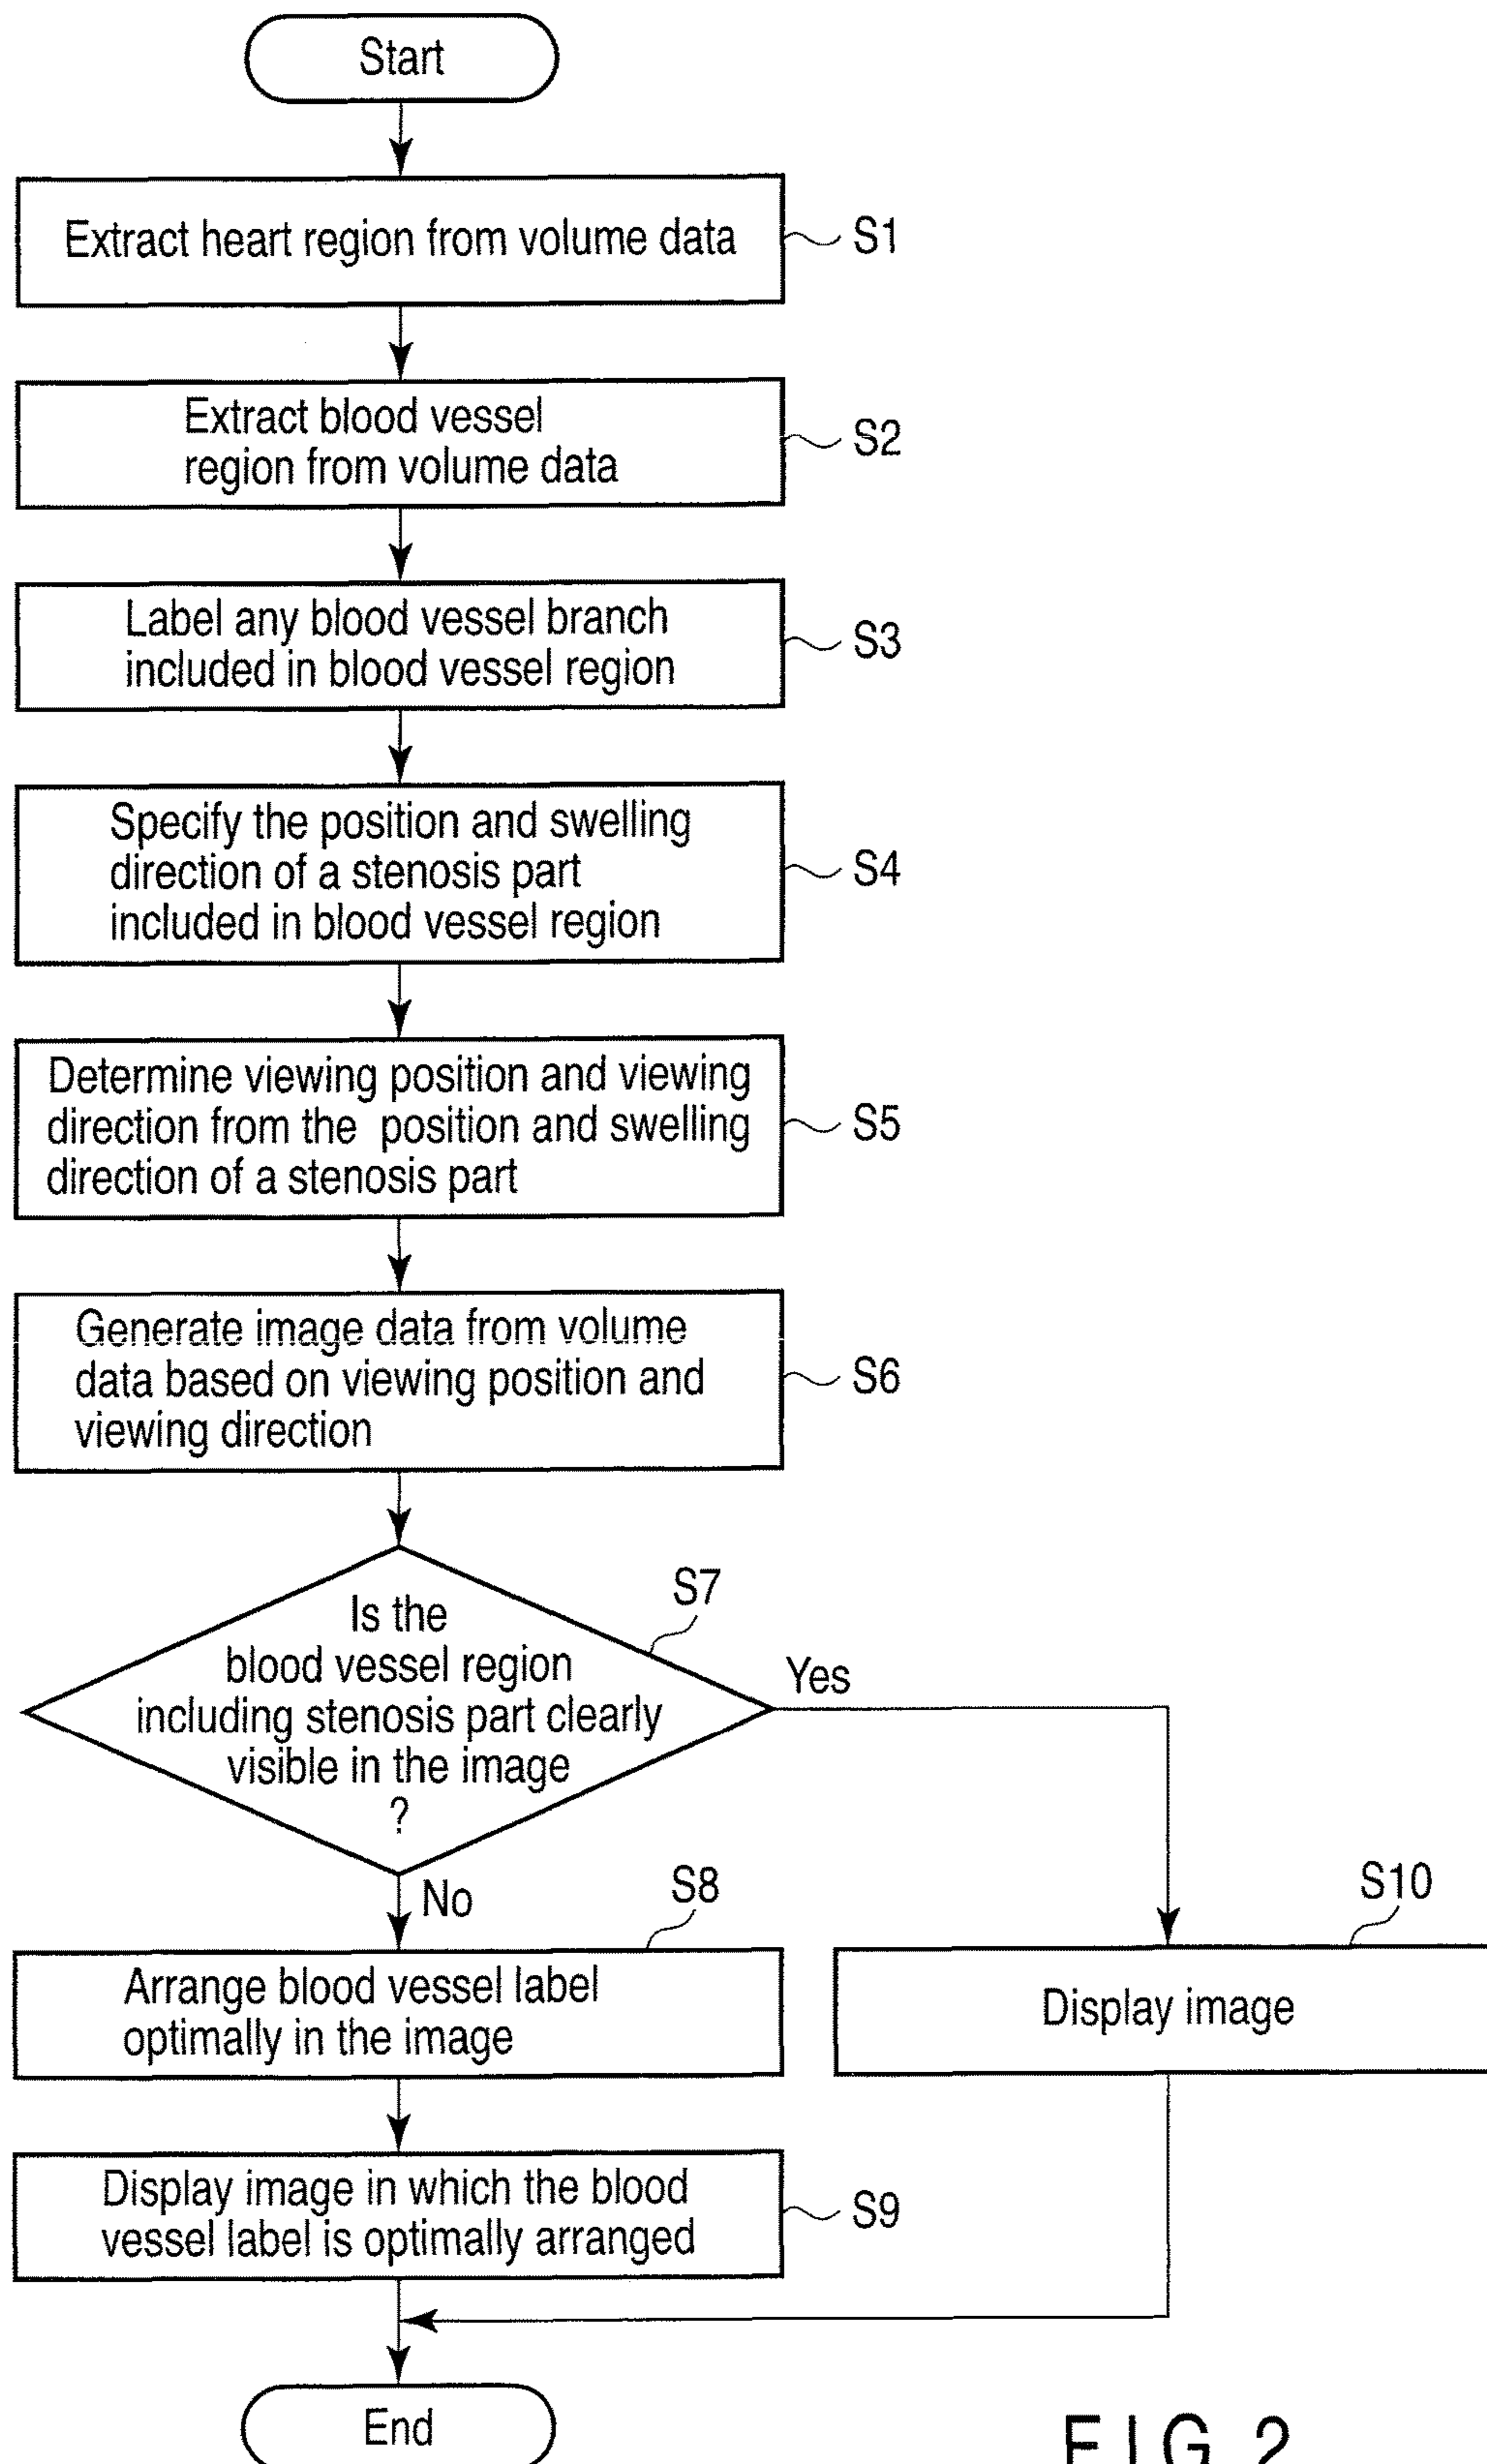 Start
Extract heart region from volume data
S1
Extract blood vessel
region from volume data
S2
Label any blood vessel branch
included in blood vessel region
S3
Specify the position and swelling
direction of a stenosis part
included in blood vessel region
S4
Determine viewing position and viewing
direction from the position and swelling
direction of a stenosis part
S5
Generate image data from volume
data based on viewing position and
viewing direction
S6
S7
Is the
blood vessel region
including stenosis part clearly
visible in the image
?
Yes
No
S8
Arrange blood vessel label
optimally in the image
S10
Display image
Display image in which the blood
vessel label is optimally arranged
S9
End
FIG. 2